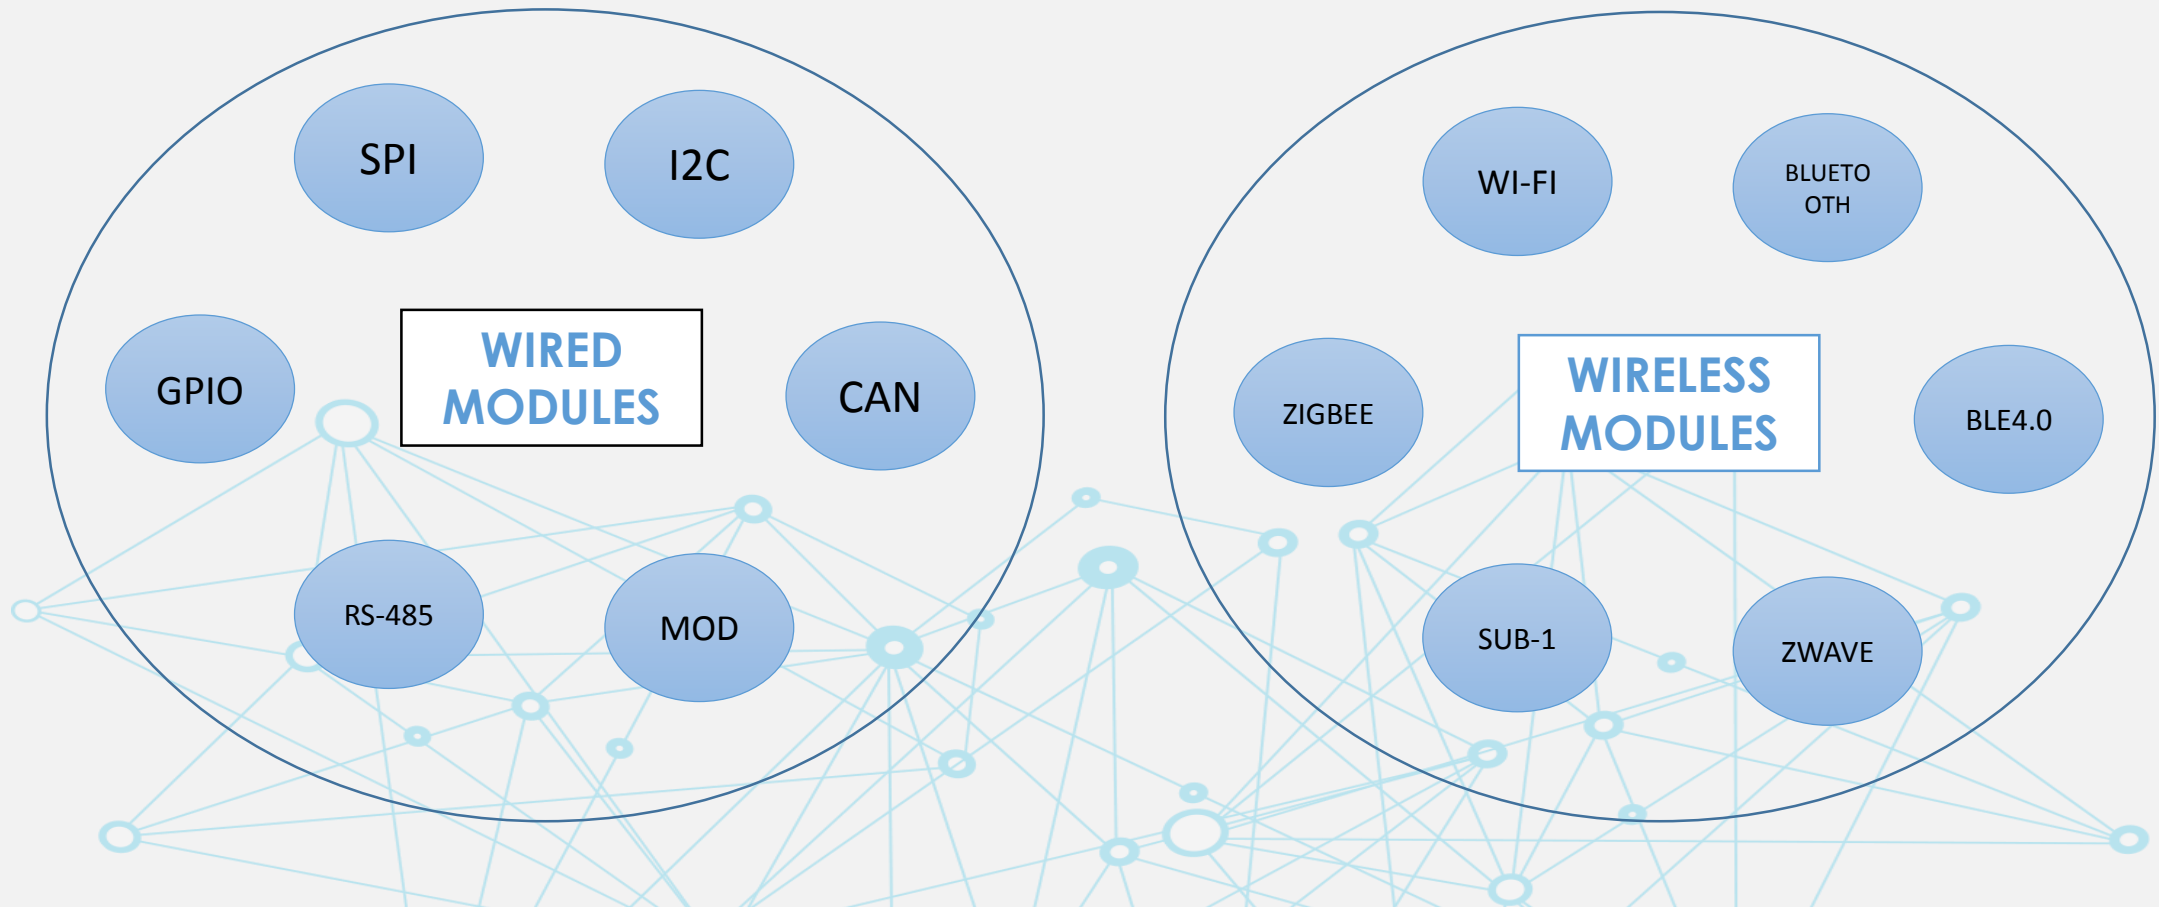 SPI
I2C
GPIO
WIRED
MODULES
CAN
RS-485
MOD
WI-FI
BLUETO
OTH
ZIGBEE
WIRELESS
MODULES
BLE4.0
SUB-1
ZWAVE